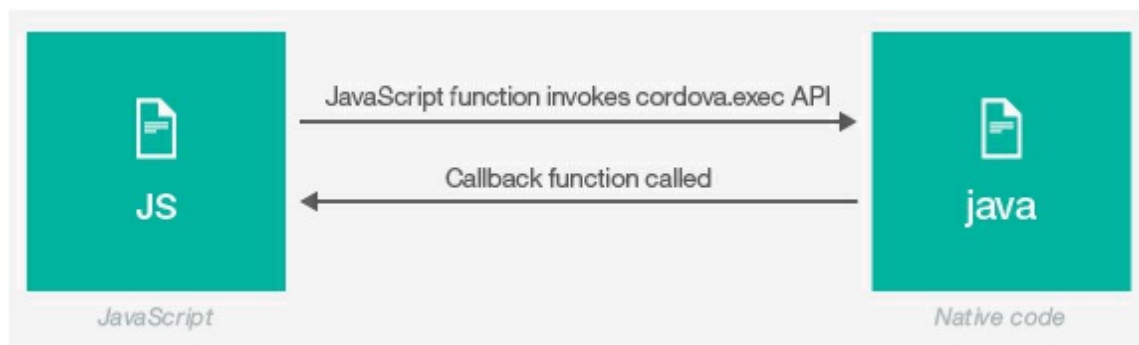 JavaScript function invokes cordova.exec API
Callback function called
JS
java
JavaScript
Native code